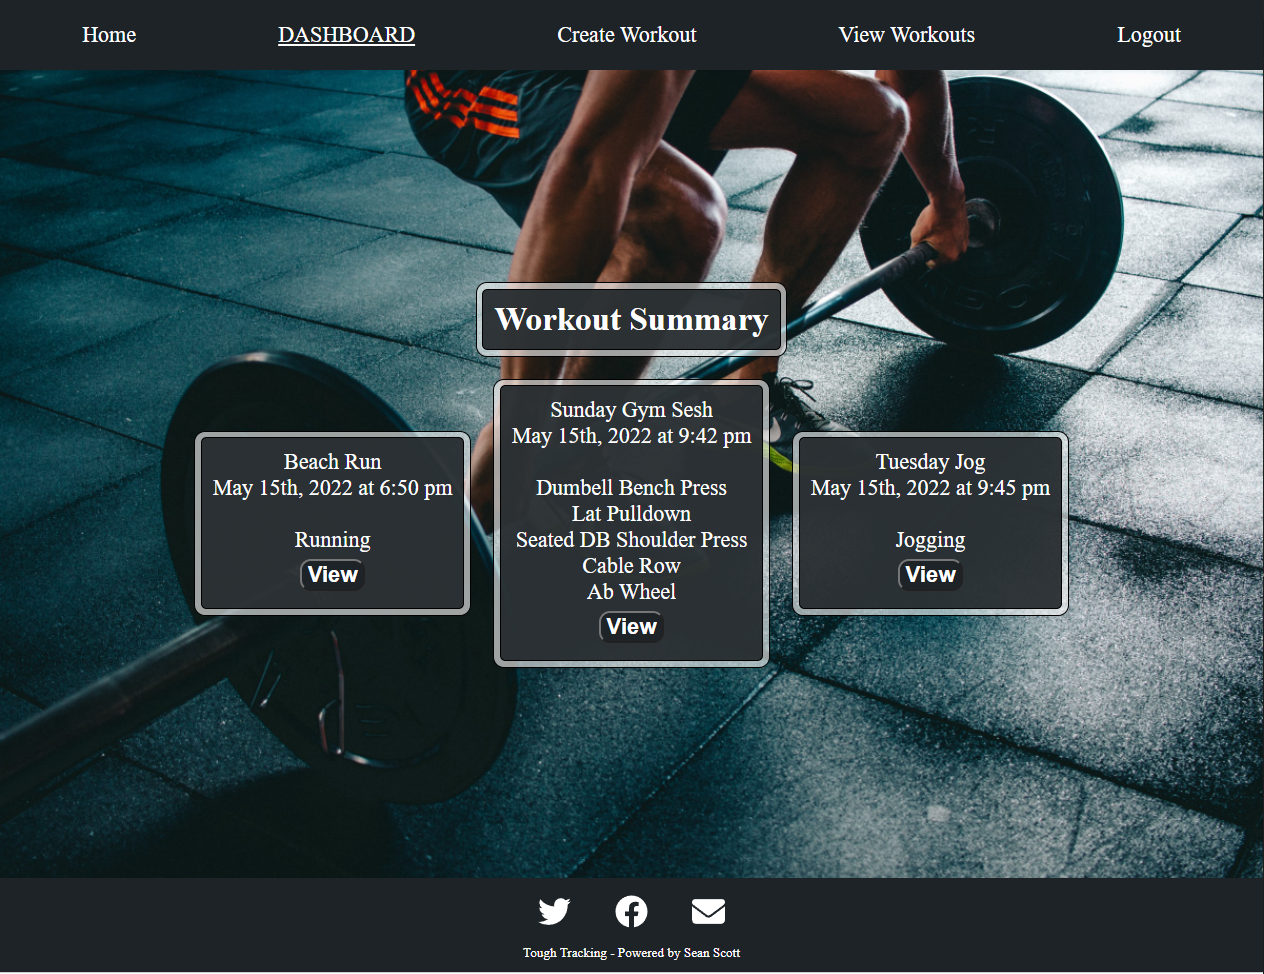 Home
DASHBOARD
Create Workout
View Workouts
Logout
Workout Summary
Beach Run
May 15th, 2022 at 6:50 pm
Running
View
Sunday Gym Sesh
May 15th, 2022 at 9:42 pm
Dumbell Bench Press
Lat Pulldown
Seated DB Shoulder Press
Cable Row
Ab Wheel
View
Tuesday Jog
May 15th, 2022 at 9:45 pm
Jogging
View
Tough Tracking - Powered by Sean Scott